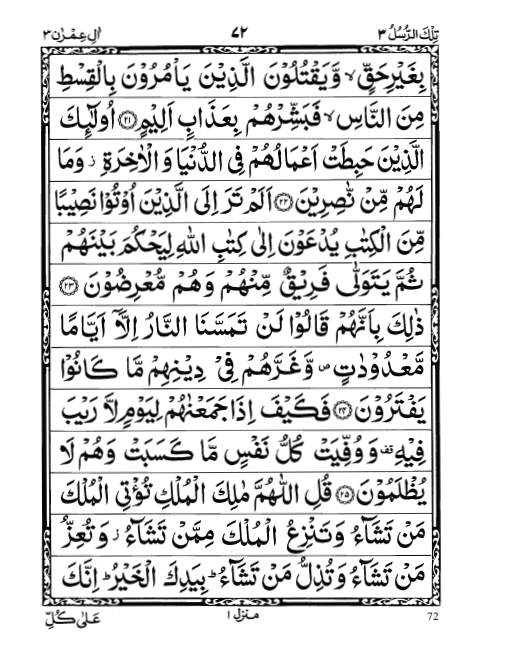 تِلْكَ الرُّسُلُ ٣ ٧٢ اٰلِ عِمْرٰن ٣
بِغَيْرِ حَقٍّ ۙ وَّيَقْتُلُوْنَ الَّذِيْنَ يَاْمُرُوْنَ بِالْقِسْطِ
مِنَ النَّاسِ ۙ فَبَشِّرْهُمْ بِعَذَابٍ اَلِيْمٍ ﴿٢١﴾ اُولٰٓئِكَ
الَّذِيْنَ حَبِطَتْ اَعْمَالُهُمْ فِى الدُّنْيَا وَ الْاٰخِرَةِ ز وَمَا
لَهُمْ مِّنْ نّٰصِرِيْنَ ﴿٢٢﴾ اَلَمْ تَرَ اِلَى الَّذِيْنَ اُوْتُوْا نَصِيْبًا
مِّنَ الْكِتٰبِ يُدْعَوْنَ اِلٰى كِتٰبِ اللّٰهِ لِيَحْكُمَ بَيْنَهُمْ
ثُمَّ يَتَوَلّٰى فَرِيْقٌ مِّنْهُمْ وَهُمْ مُّعْرِضُوْنَ ﴿٢٣﴾
ذٰلِكَ بِاَنَّهُمْ قَالُوْا لَنْ تَمَسَّنَا النَّارُ اِلَّاۤ اَيَّامًا
مَّعْدُوْدٰتٍ ص وَّغَرَّهُمْ فِىْ دِيْنِهِمْ مَّا كَانُوْا
يَفْتَرُوْنَ ﴿٢٤﴾ فَكَيْفَ اِذَا جَمَعْنٰهُمْ لِيَوْمٍ لَّا رَيْبَ
فِيْهِ قف وَوُفِّيَتْ كُلُّ نَفْسٍ مَّا كَسَبَتْ وَهُمْ لَا
يُظْلَمُوْنَ ﴿٢٥﴾ قُلِ اللّٰهُمَّ مٰلِكَ الْمُلْكِ تُؤْتِى الْمُلْكَ
مَنْ تَشَآءُ وَتَنْزِعُ الْمُلْكَ مِمَّنْ تَشَآءُ ز وَتُعِزُّ
مَنْ تَشَآءُ وَتُذِلُّ مَنْ تَشَآءُ ؕ بِيَدِكَ الْخَيْرُ ؕ اِنَّكَ
72 منزل ١ عَلٰى كُلِّ